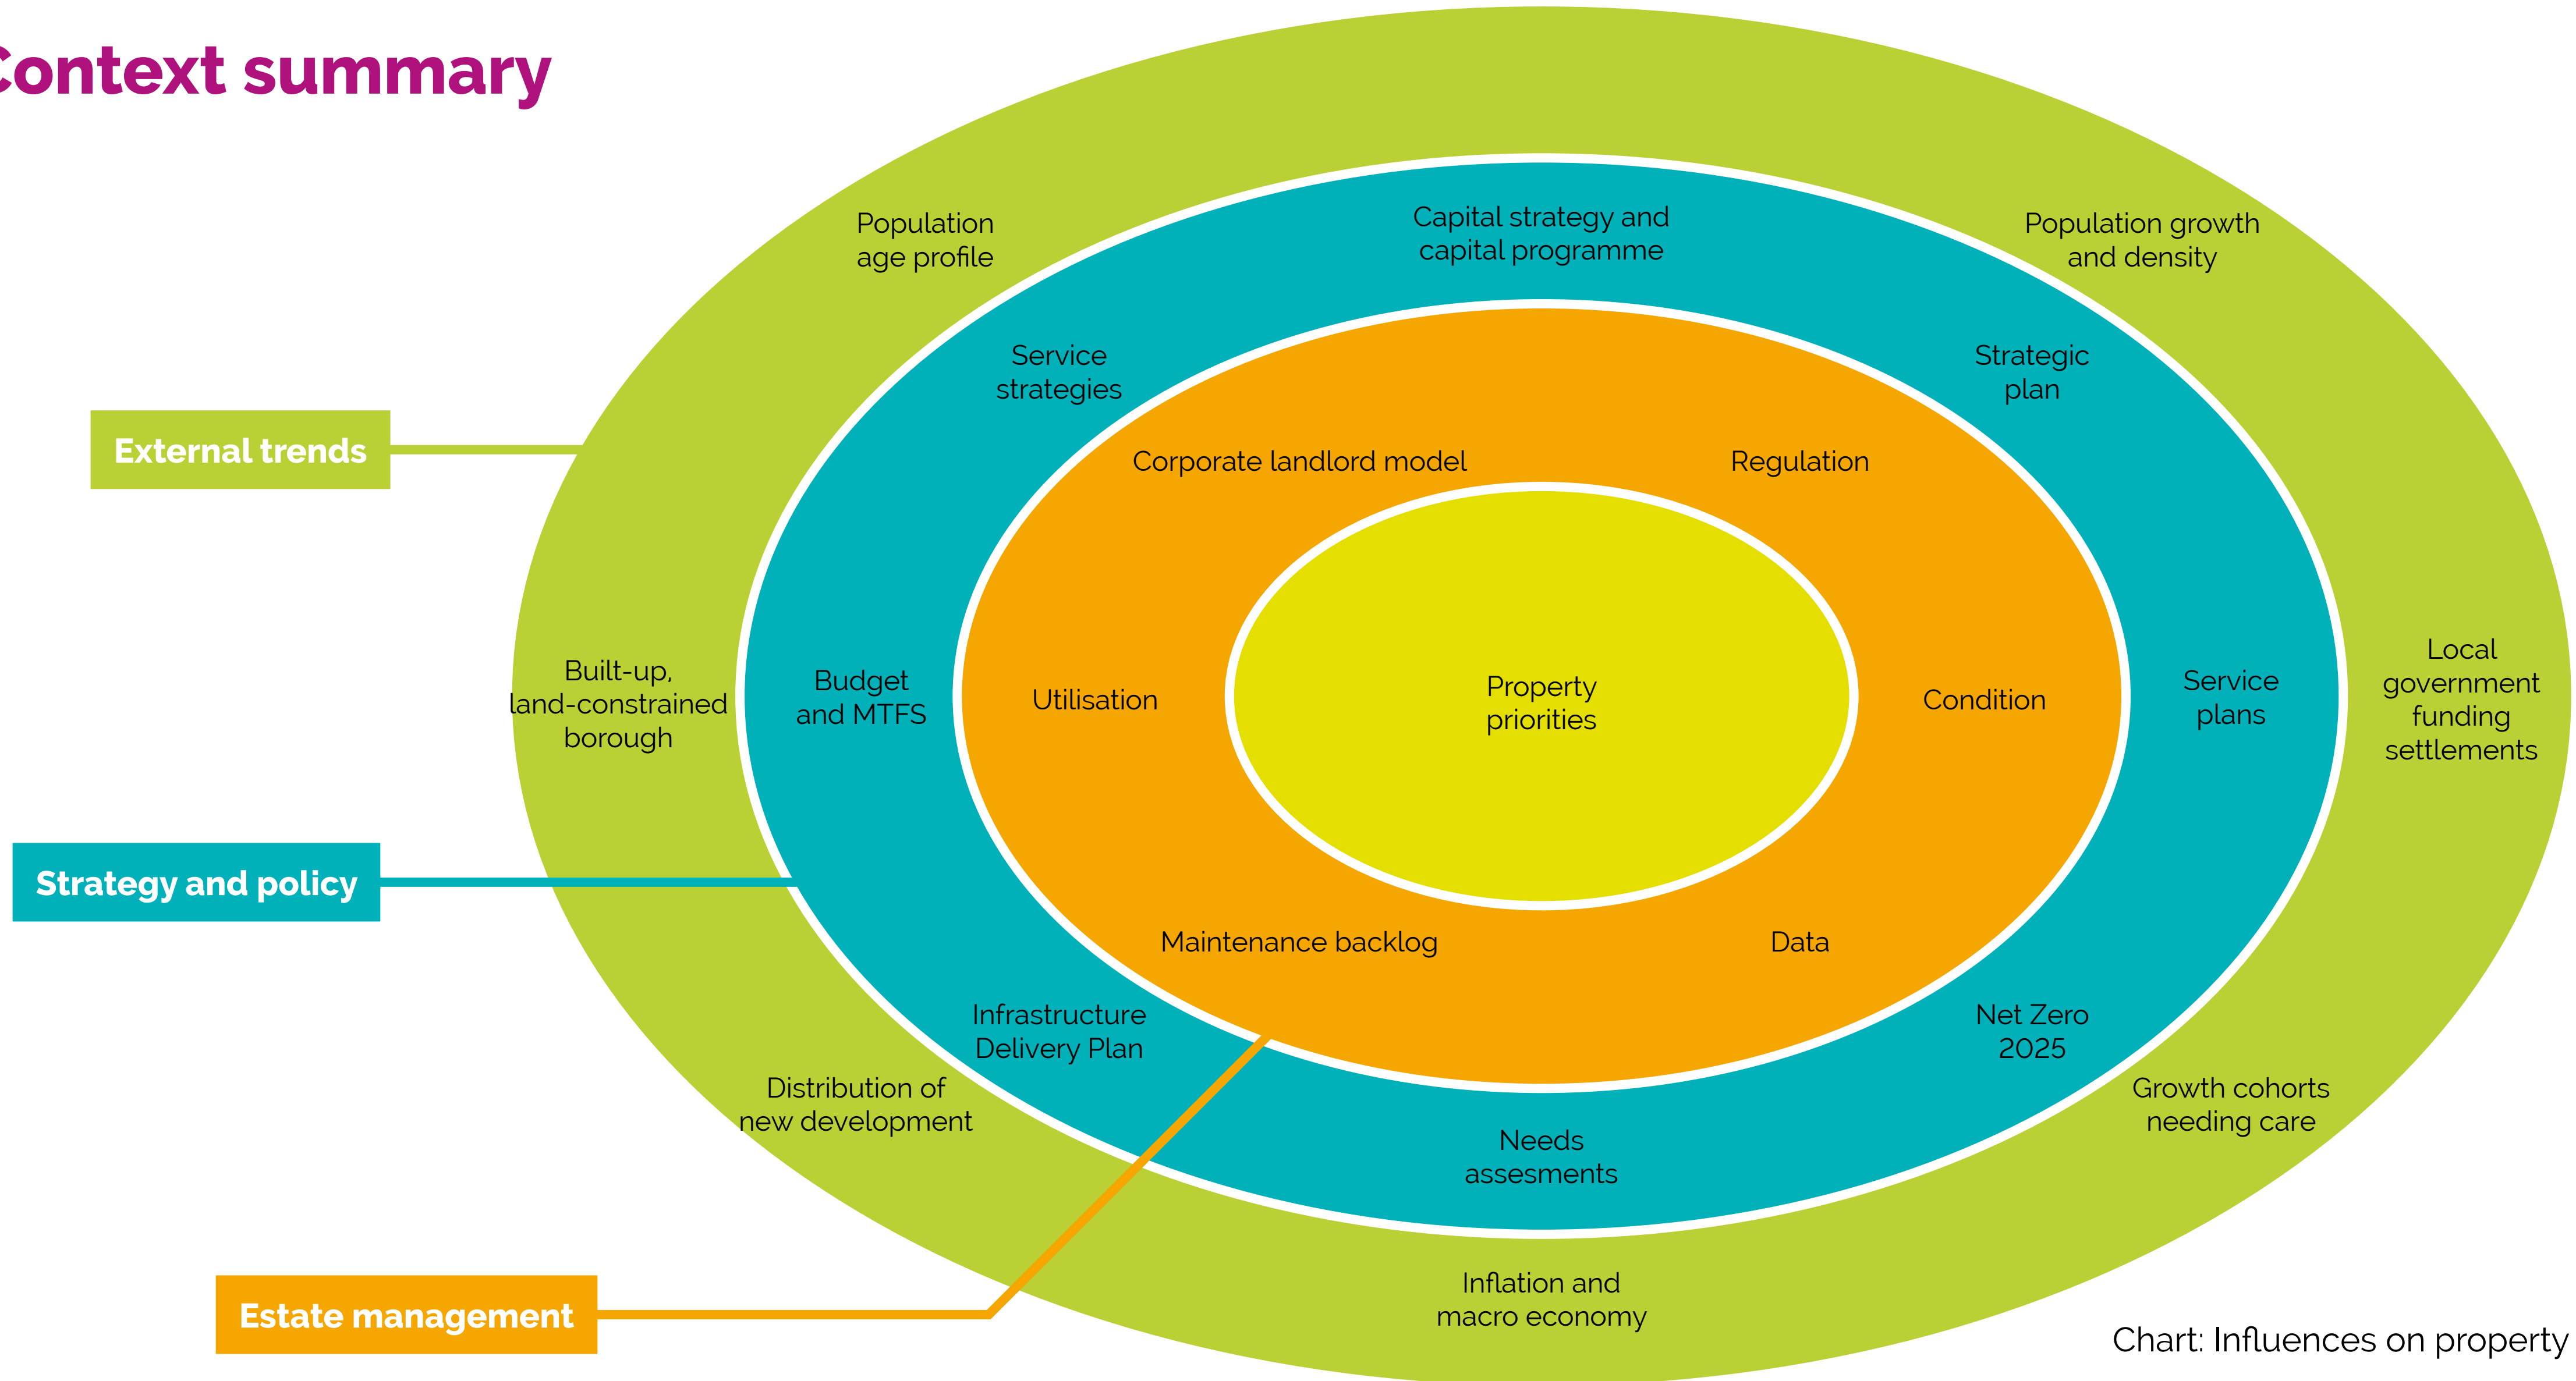 Context summary
Population
age profile
Capital strategy and
capital programme
Population growth
and density
Service
strategies
Strategic
plan
External trends
Corporate landlord model
Regulation
Built-up,
land-constrained
borough
Budget
and MTFS
Utilisation
Property
priorities
Condition
Service
plans
Local
government
funding
settlements
Strategy and policy
Maintenance backlog
Data
Infrastructure
Delivery Plan
Net Zero
2025
Distribution of
new development
Growth cohorts
needing care
Needs
assesments
Estate management
Inflation and
macro economy
Chart: Influences on property